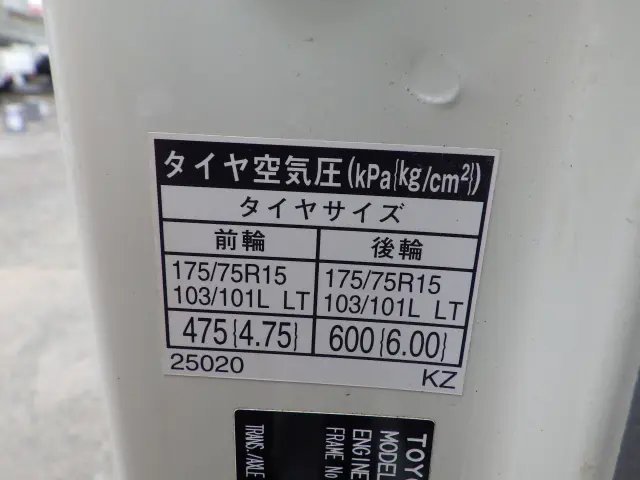 タイヤ空気圧(kPa{kg/cm²})
タイヤサイズ
前輪 後輪
175/75R15 175/75R15
103/101L LT 103/101L LT
475{4.75} 600{6.00}
25020 KZ
TOYO
MODEL
ENGINE
FRAME No
TRANS./AXLE